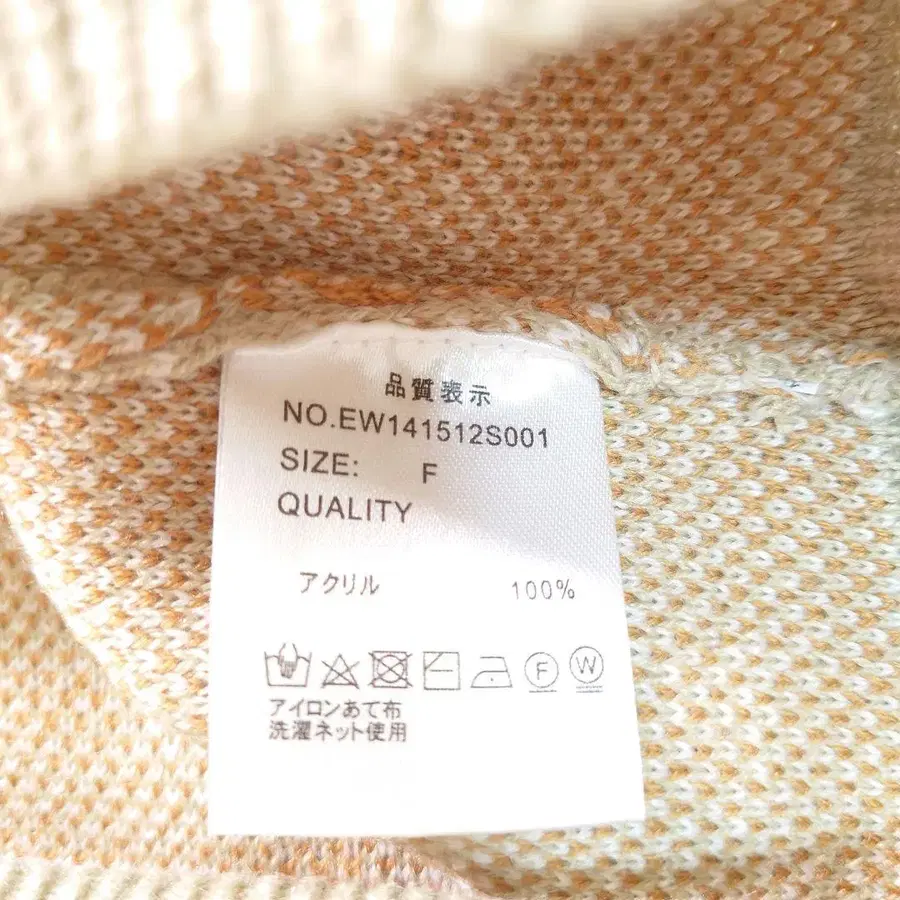 品質表示
NO.EW141512S001
SIZE: F
QUALITY
アクリル 100%
F W
アイロンあて布
洗濯ネット使用